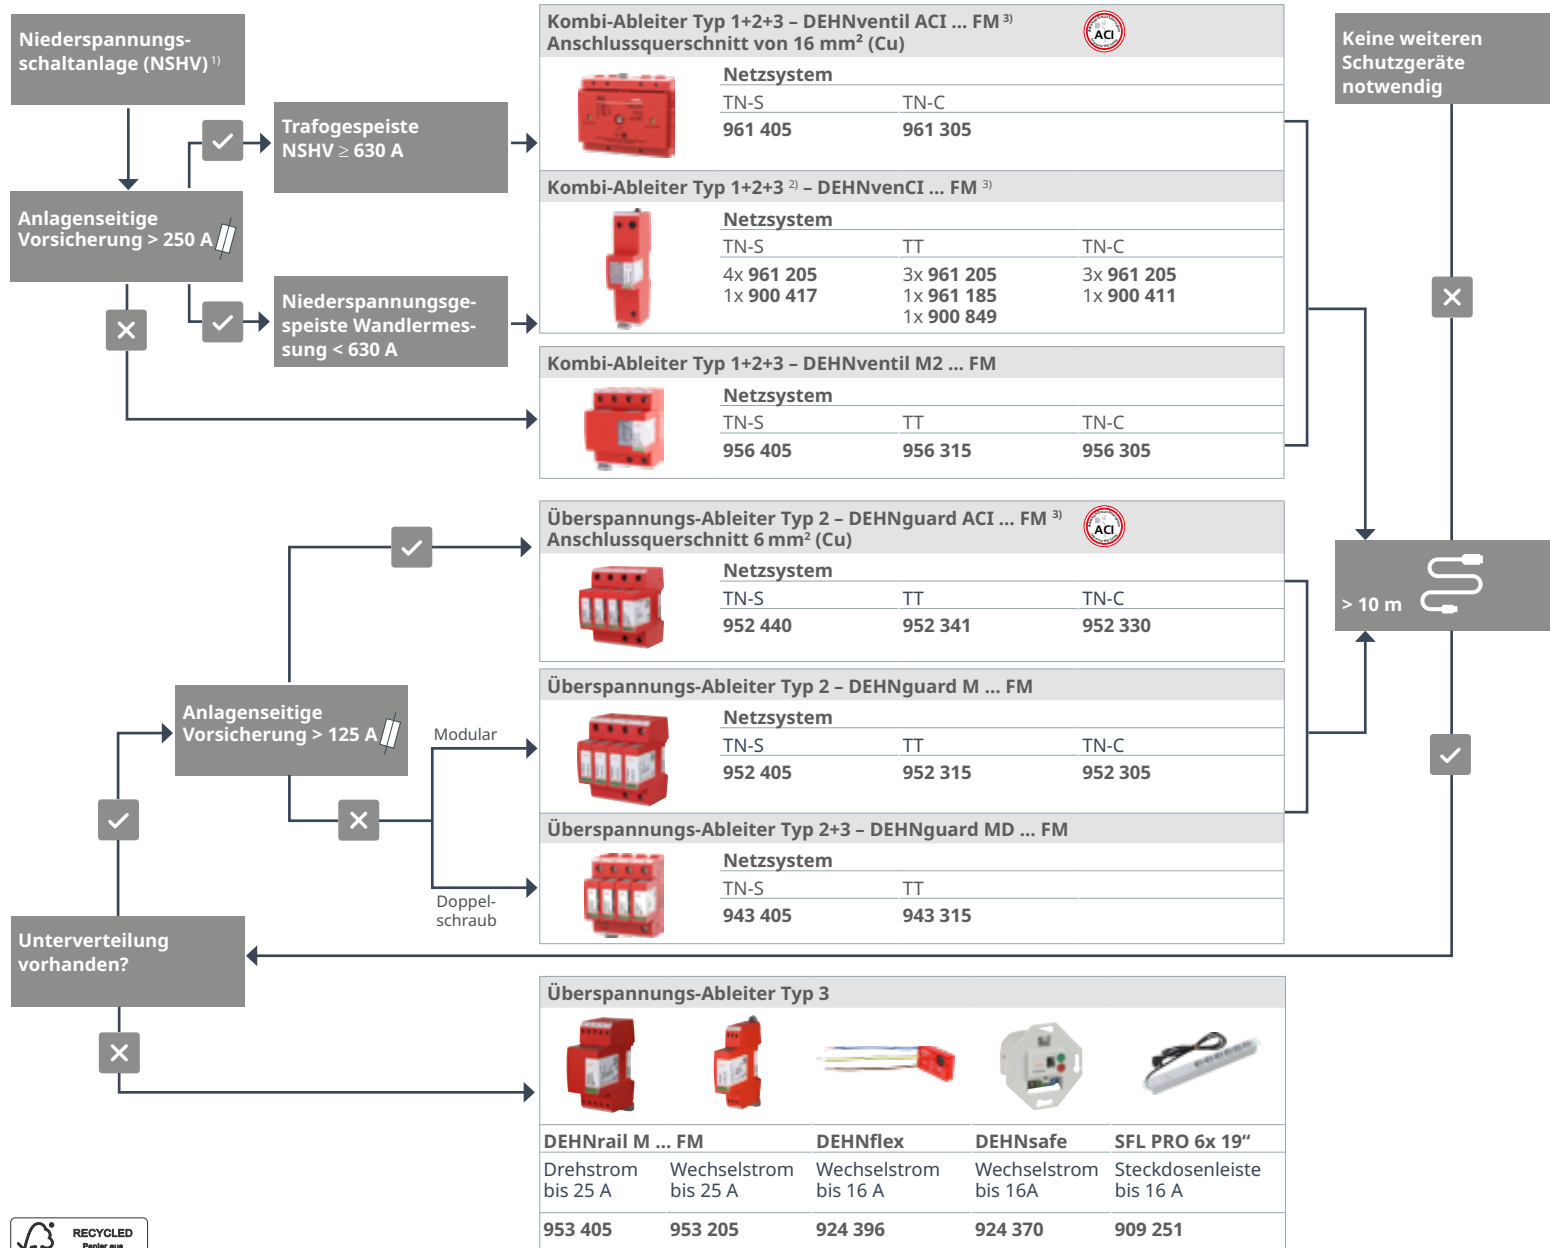 Niederspannungs-
schaltanlage (NSHV) 1)
Trafogespeiste
NSHV ≥ 630 A
Anlagenseitige
Vorsicherung > 250 A
Niederspannungsge-
speiste Wandlermes-
sung < 630 A
Kombi-Ableiter Typ 1+2+3 – DEHNventil ACI ... FM 3)
Anschlussquerschnitt von 16 mm² (Cu)
ACI
Netzsystem
TN-S TN-C
961 405 961 305
Kombi-Ableiter Typ 1+2+3 2) – DEHNvenCI ... FM 3)
Netzsystem
TN-S TT TN-C
4x 961 205 3x 961 205 3x 961 205
1x 900 417 1x 961 185 1x 900 411
1x 900 849
Kombi-Ableiter Typ 1+2+3 – DEHNventil M2 ... FM
Netzsystem
TN-S TT TN-C
956 405 956 315 956 305
Keine weiteren
Schutzgeräte
notwendig
> 10 m
Überspannungs-Ableiter Typ 2 – DEHNguard ACI ... FM 3)
Anschlussquerschnitt 6 mm² (Cu)
ACI
Netzsystem
TN-S TT TN-C
952 440 952 341 952 330
Anlagenseitige
Vorsicherung > 125 A
Modular
Doppel-
schraub
Überspannungs-Ableiter Typ 2 – DEHNguard M ... FM
Netzsystem
TN-S TT TN-C
952 405 952 315 952 305
Überspannungs-Ableiter Typ 2+3 – DEHNguard MD ... FM
Netzsystem
TN-S TT
943 405 943 315
Unterverteilung
vorhanden?
Überspannungs-Ableiter Typ 3
DEHNrail M ... FM DEHNflex DEHNsafe SFL PRO 6x 19“
Drehstrom Wechselstrom Wechselstrom Wechselstrom Steckdosenleiste
bis 25 A bis 25 A bis 16 A bis 16A bis 16 A
953 405 953 205 924 396 924 370 909 251
RECYCLED
Papier aus